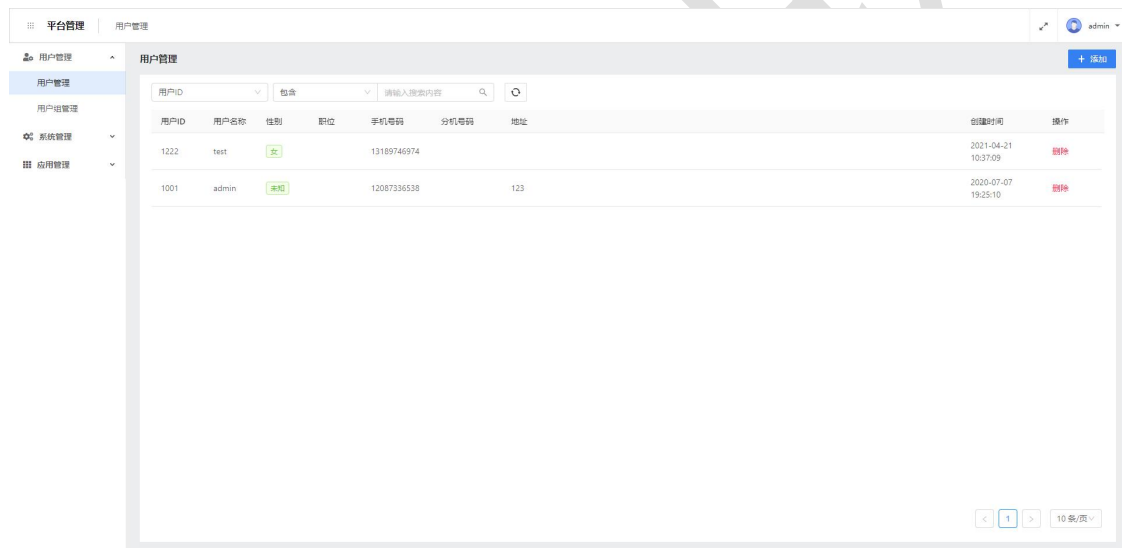 平台管理 用户管理 admin
用户管理
用户管理
用户组管理
系统管理
应用管理
用户管理 + 添加
用户ID 包含 请输入搜索内容
用户ID 用户名称 性别 职位 手机号码 分机号码 地址 创建时间 操作
1222 test 女 13189746974 2021-04-21 10:37:09 删除
1001 admin 未知 12087336538 123 2020-07-07 19:25:10 删除
< 1 > 10 条/页